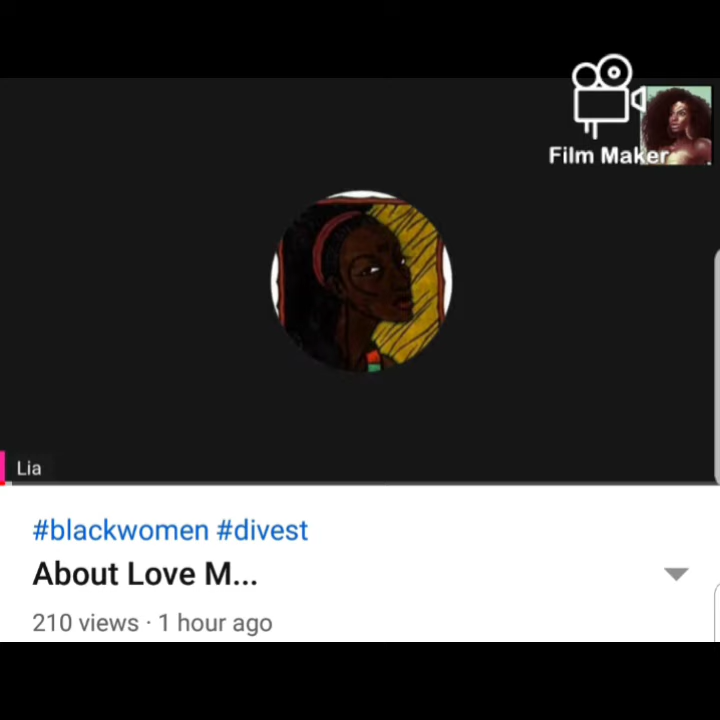 Film Maker
Lia
#blackwomen #divest
About Love M...
210 views · 1 hour ago